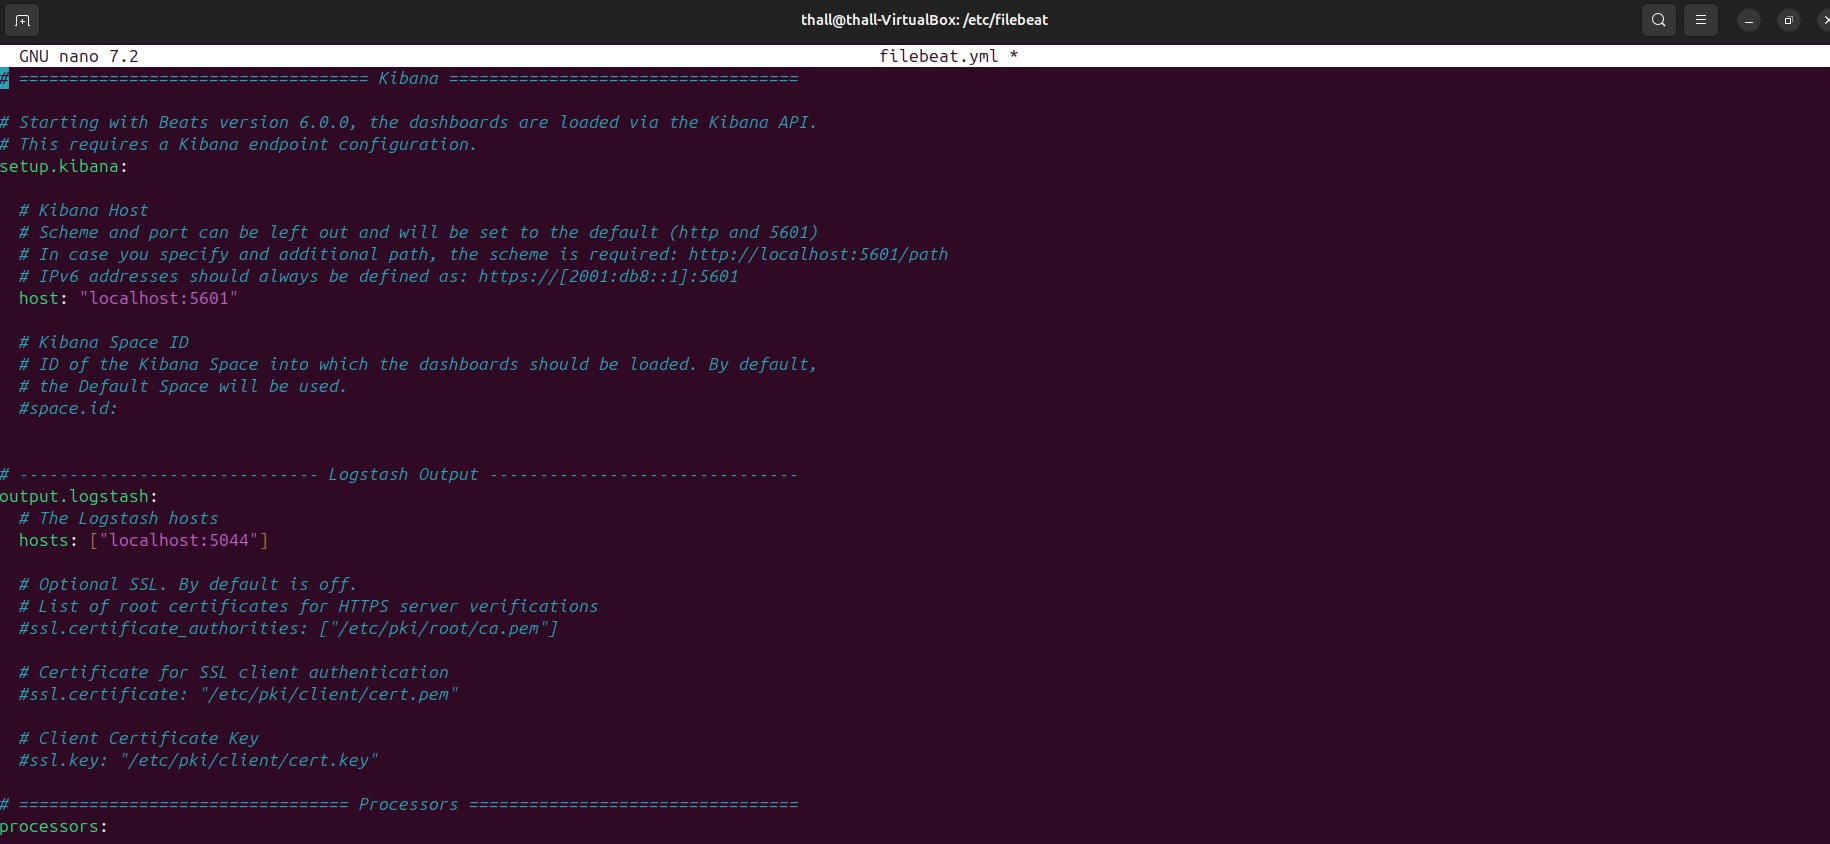 thall@thall-VirtualBox: /etc/filebeat
GNU nano 7.2 filebeat.yml *
# =================================== Kibana ===================================
# Starting with Beats version 6.0.0, the dashboards are loaded via the Kibana API.
# This requires a Kibana endpoint configuration.
setup.kibana:
# Kibana Host
# Scheme and port can be left out and will be set to the default (http and 5601)
# In case you specify and additional path, the scheme is required: http://localhost:5601/path
# IPv6 addresses should always be defined as: https://[2001:db8::1]:5601
host: "localhost:5601"
# Kibana Space ID
# ID of the Kibana Space into which the dashboards should be loaded. By default,
# the Default Space will be used.
#space.id:
# ------------------------------ Logstash Output -------------------------------
output.logstash:
# The Logstash hosts
hosts: ["localhost:5044"]
# Optional SSL. By default is off.
# List of root certificates for HTTPS server verifications
#ssl.certificate_authorities: ["/etc/pki/root/ca.pem"]
# Certificate for SSL client authentication
#ssl.certificate: "/etc/pki/client/cert.pem"
# Client Certificate Key
#ssl.key: "/etc/pki/client/cert.key"
# ================================= Processors =================================
processors: